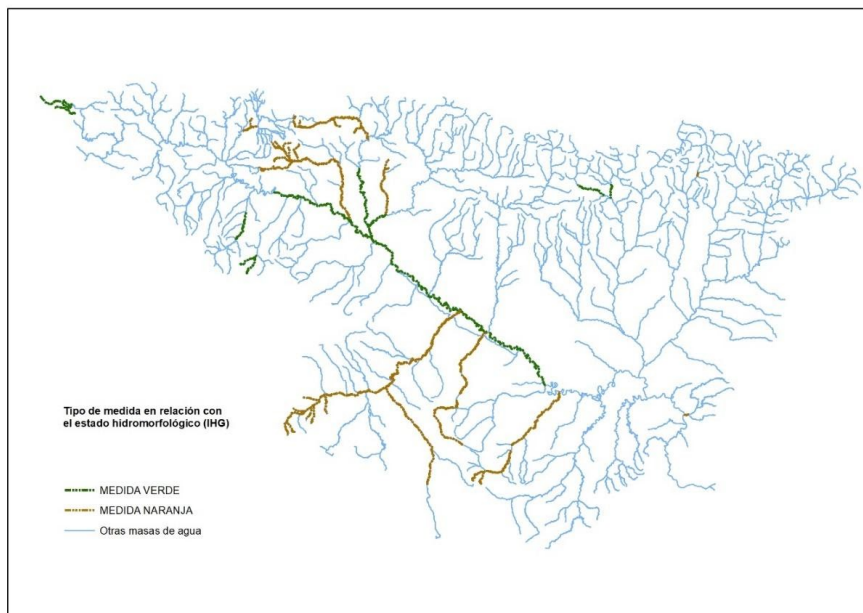 Tipo de medida en relación con
el estado hidromorfológico (IHG)
MEDIDA VERDE
MEDIDA NARANJA
Otras masas de agua